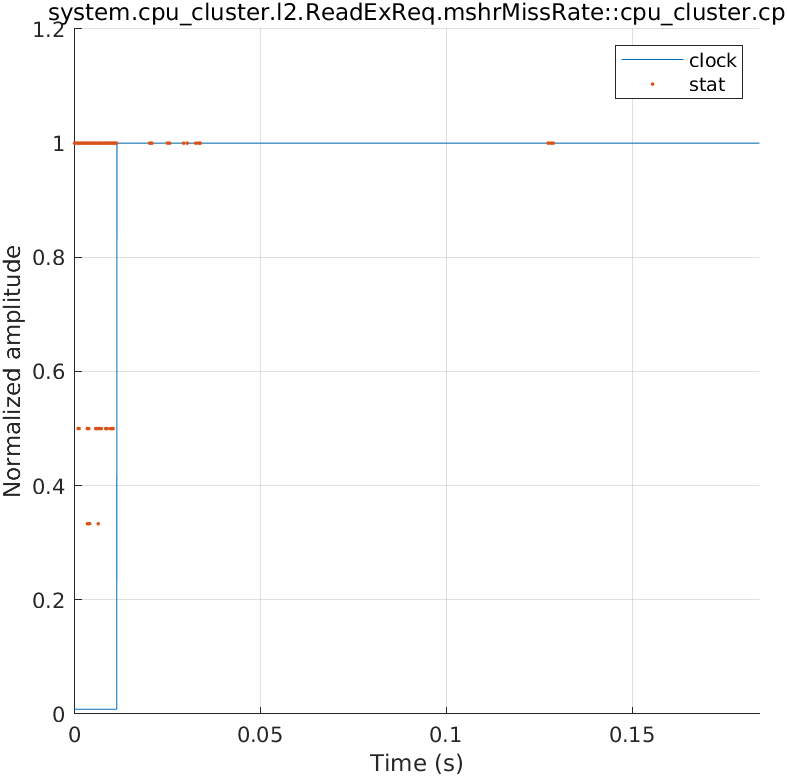 system.cpu_cluster.l2.ReadExReq.mshrMissRate::cpu_cluster.cp
1.2
clock
stat
1
0.8
0.6
0.4
0.2
0
Normalized amplitude
0
0.05
0.1
0.15
Time (s)